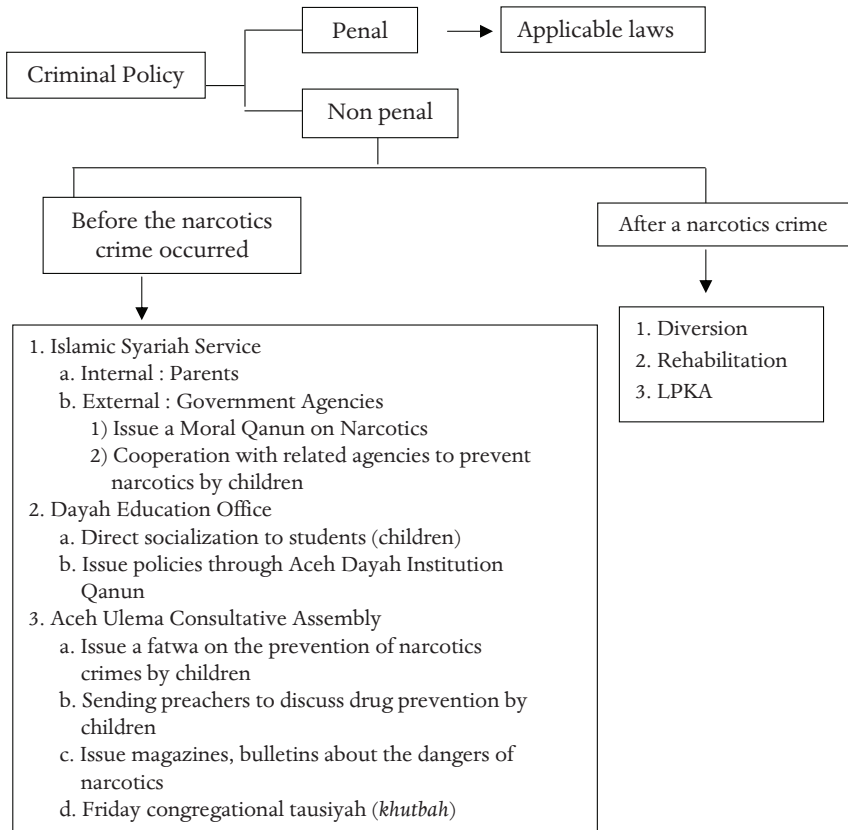 Penal
Applicable laws
Criminal Policy
Non penal
Before the narcotics
crime occurred
After a narcotics crime
1. Islamic Syariah Service
a. Internal : Parents
b. External : Government Agencies
1) Issue a Moral Qanun on Narcotics
2) Cooperation with related agencies to prevent
narcotics by children
2. Dayah Education Office
a. Direct socialization to students (children)
b. Issue policies through Aceh Dayah Institution
Qanun
3. Aceh Ulema Consultative Assembly
a. Issue a fatwa on the prevention of narcotics
crimes by children
b. Sending preachers to discuss drug prevention by
children
c. Issue magazines, bulletins about the dangers of
narcotics
d. Friday congregational tausiyah (khutbah)
1. Diversion
2. Rehabilitation
3. LPKA